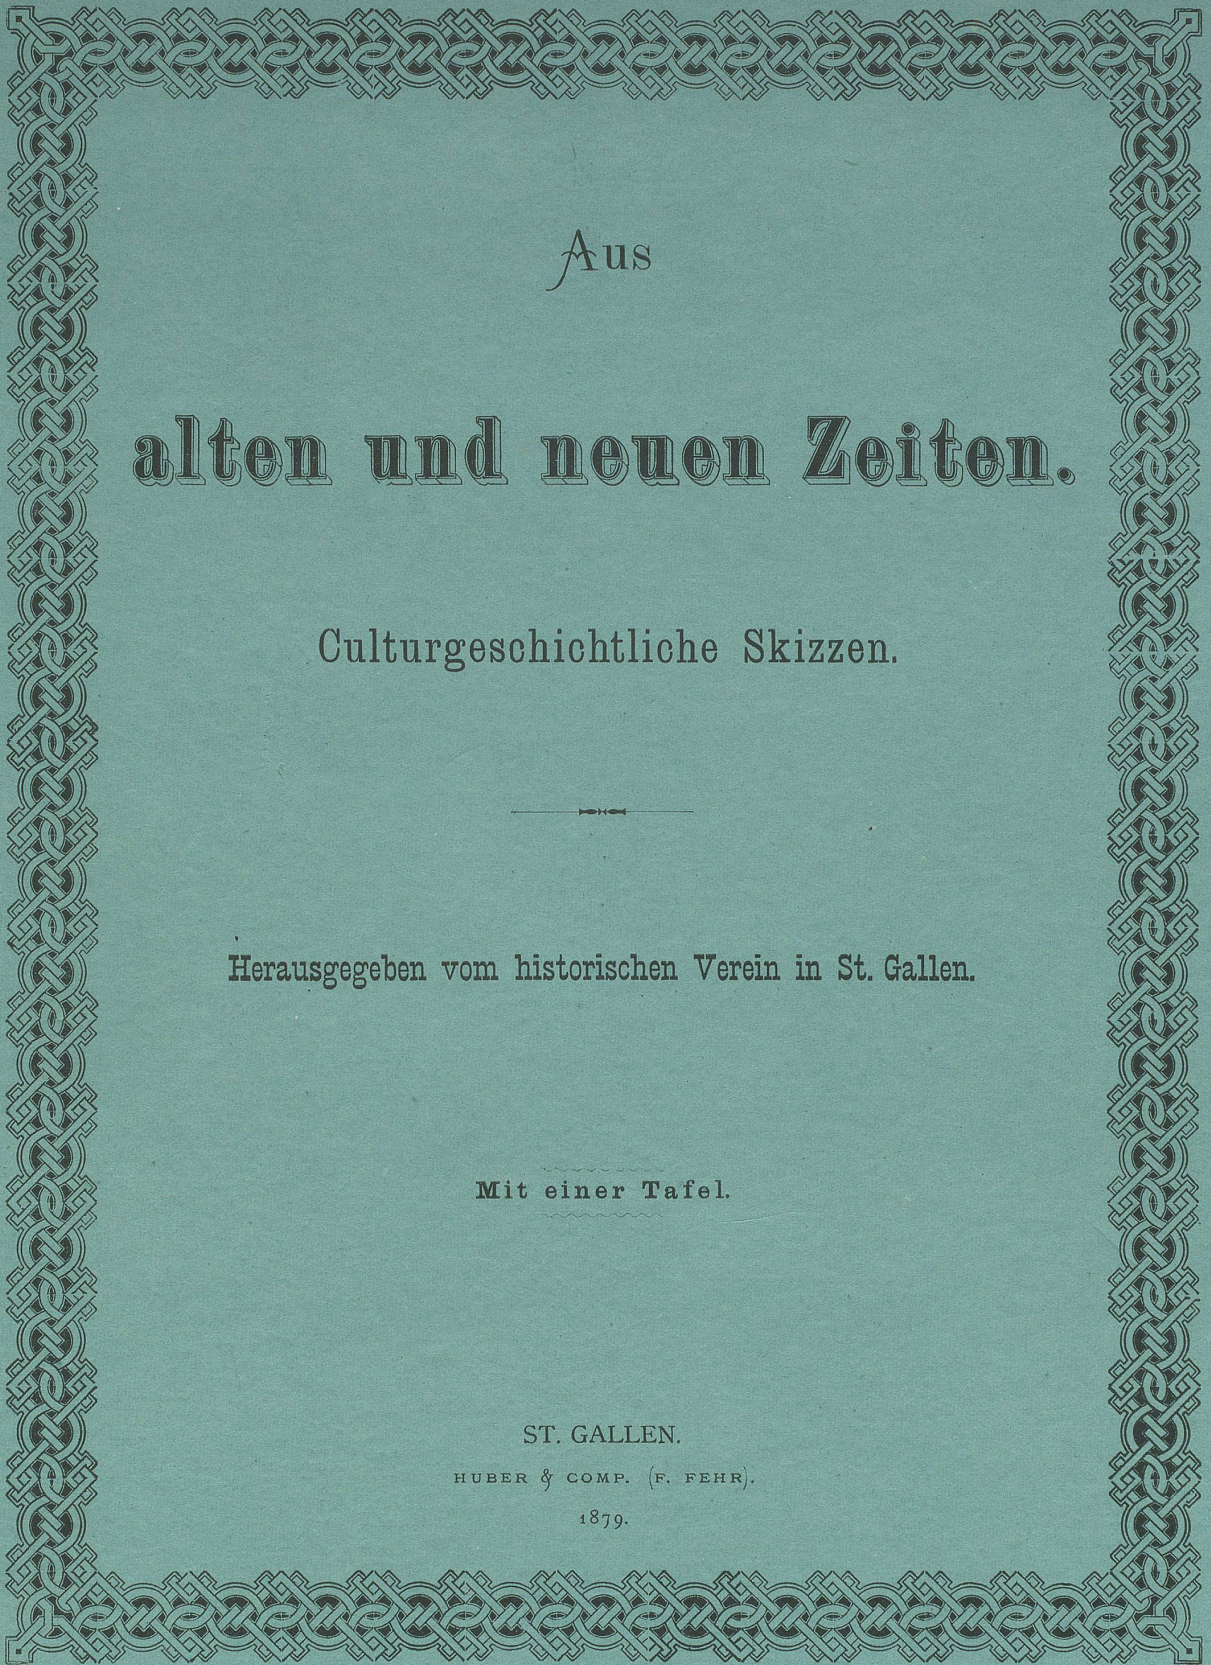 Aus
alten und neuen Zeiten.
Culturgeschichtliche Skizzen.
Herausgegeben vom historischen Verein in St. Gallen.
Mit einer Tafel.
ST. GALLEN.
HUBER & COMP. (F. FEHR).
1879.